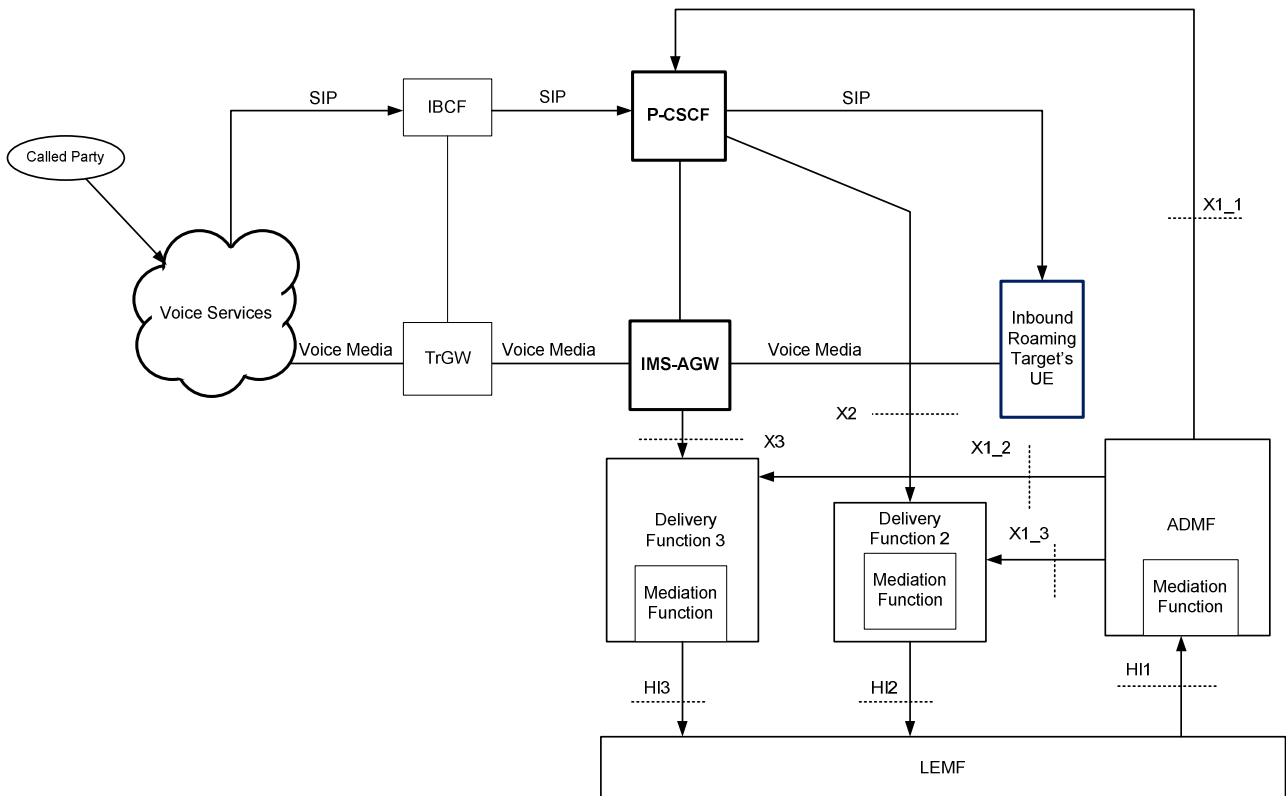 X1_1
SIP
IBCF
SIP
P-CSCF
SIP
Called Party
Voice Services
Voice Media
TrGW
Voice Media
IMS-AGW
Voice Media
Inbound
Roaming
Target's
UE
X3
X2
X1_2
X1_3
Delivery
Function 3
Mediation
Function
Delivery
Function 2
Mediation
Function
ADMF
Mediation
Function
HI3
HI2
HI1
LEMF